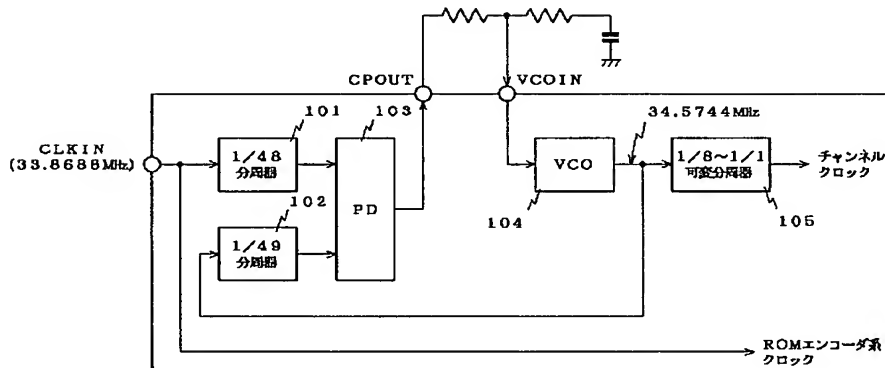 CPOUT
VCOIN
101
103
34.5744MHz
CLKIN
(33.8688MHz)
1/48
分周器
102
PD
VCO
1/8〜1/1
可変分周器
チャンネル
クロック
104
105
1/49
分周器
ROMエンコーダ系
クロック